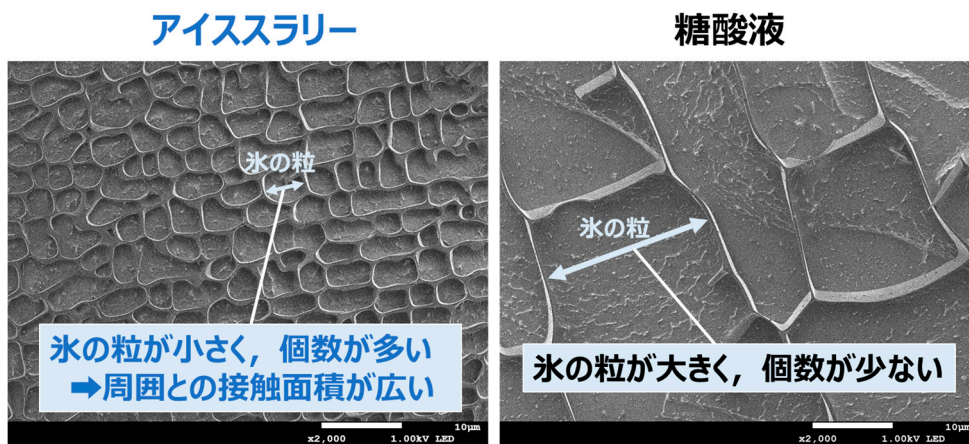 アイススラリー
糖酸液
氷の粒
氷の粒が小さく，個数が多い
➡周囲との接触面積が広い
10μm
x2,000 1.00kV LED
氷の粒
氷の粒が大きく，個数が少ない
10μm
x2,000 1.00kV LED